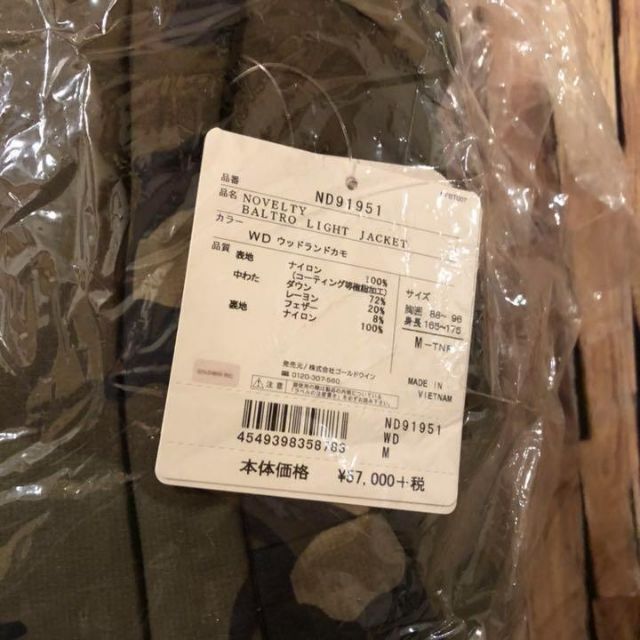 品番 ND91951
品名 NOVELTY
BALTRO LIGHT JACKET
カラー
WD ウッドランドカモ
品質 表地 ナイロン 100%
(コーティング等樹脂加工)
中わた ダウン 72%
レーヨン 20%
フェザー 8%
裏地 ナイロン 100%
サイズ
胸囲 88~ 96
身長 165~175
M-TNF
発売元/株式会社ゴールドウイン
☎ 0120-307-560
注意
MADE IN
VIETNAM
ND91951
WD
M
4549398358783
本体価格 ¥57,000+税